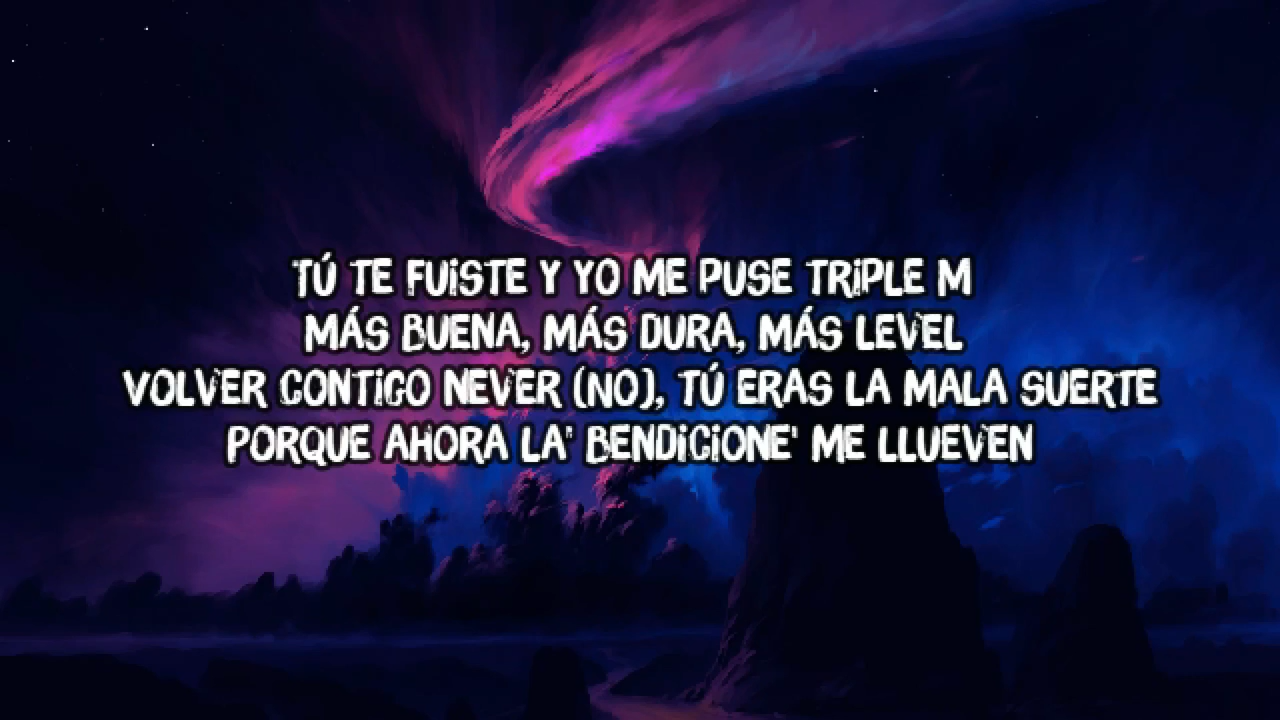 TÚ TE FUISTE Y YO ME PUSE TRIPLE M
MÁS BUENA, MÁS DURA, MÁS LEVEL
VOLVER CONTIGO NEVER (NO), TÚ ERAS LA MALA SUERTE
PORQUE AHORA LA' BENDICIONE' ME LLUEVEN